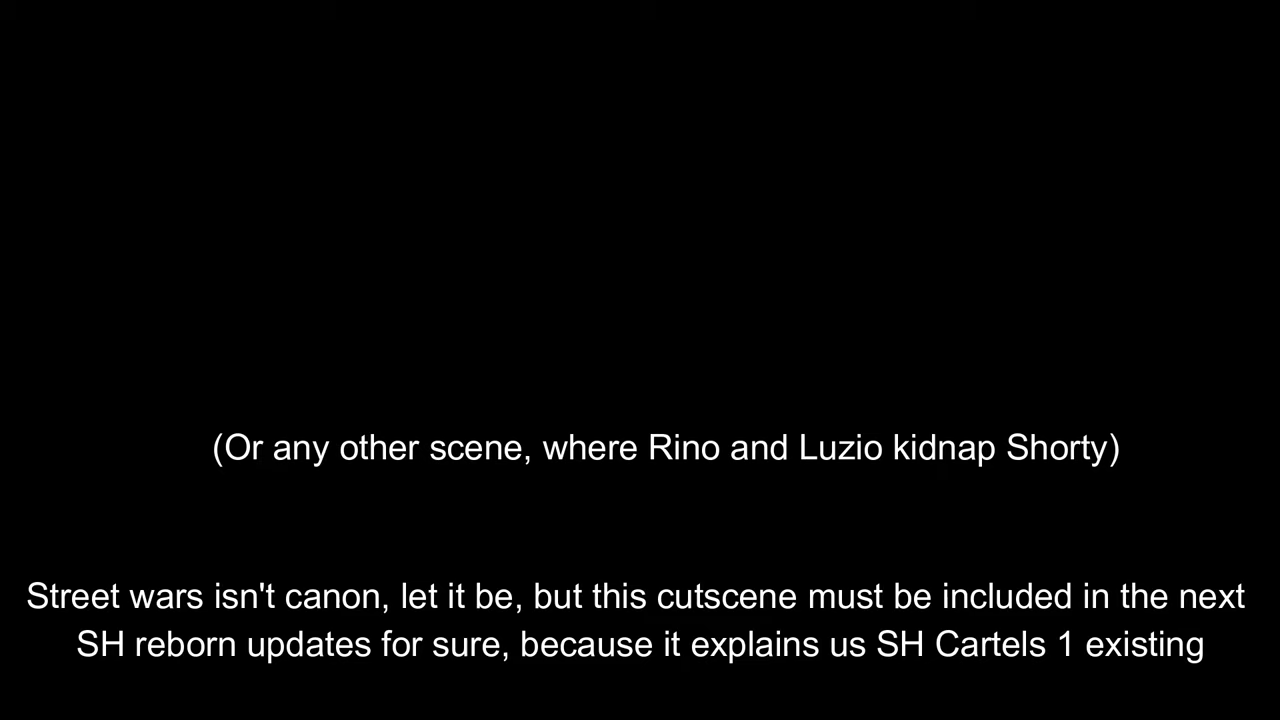 (Or any other scene, where Rino and Luzio kidnap Shorty)
Street wars isn't canon, let it be, but this cutscene must be included in the next
SH reborn updates for sure, because it explains us SH Cartels 1 existing